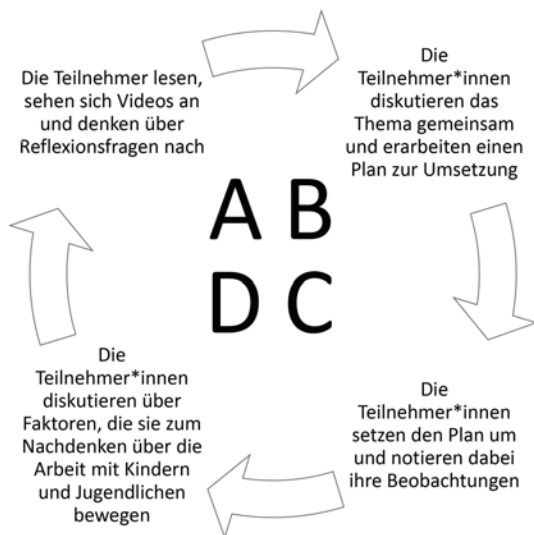 Die Teilnehmer lesen,
sehen sich Videos an
und denken über
Reflexionsfragen nach
Die
Teilnehmer*innen
diskutieren das
Thema gemeinsam
und erarbeiten einen
Plan zur Umsetzung
A B
D C
Die
Teilnehmer*innen
diskutieren über
Faktoren, die sie zum
Nachdenken über die
Arbeit mit Kindern
und Jugendlichen
bewegen
Die
Teilnehmer*innen
setzen den Plan um
und notieren dabei
ihre Beobachtungen